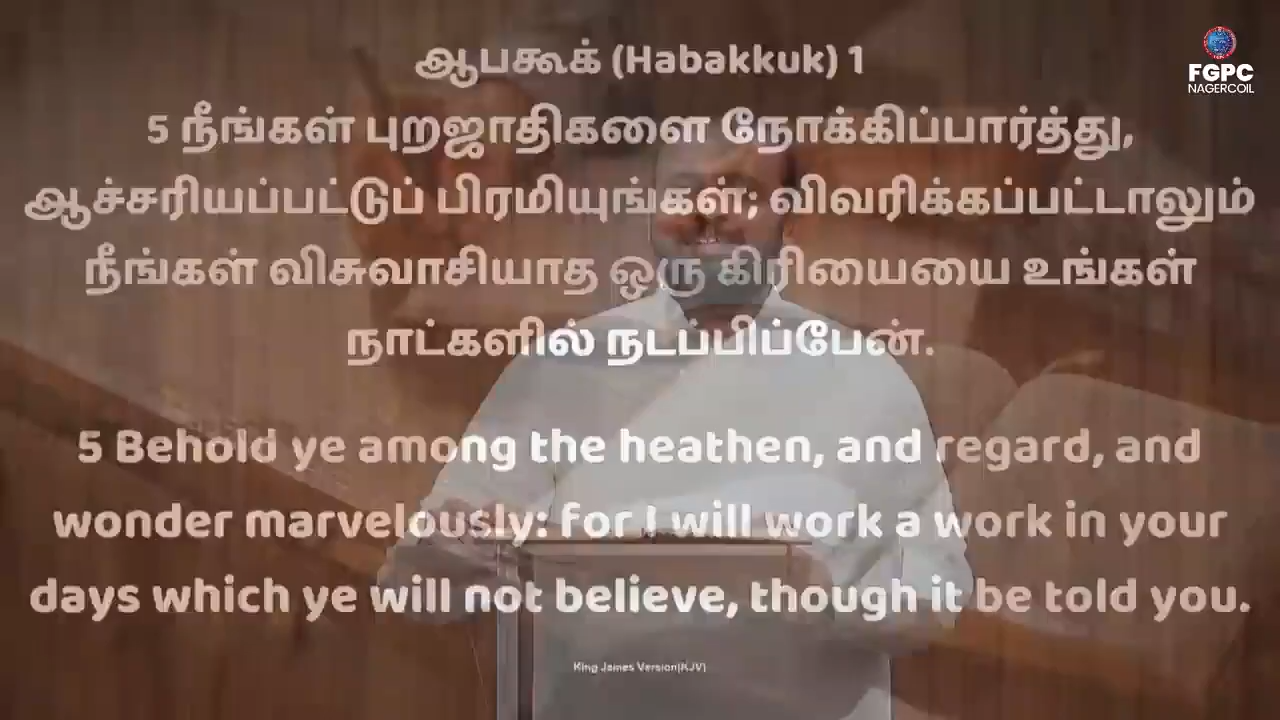 ஆபகூக் (Habakkuk) 1
5 நீங்கள் புறஜாதிகளை நோக்கிப்பார்த்து,
ஆச்சரியப்பட்டுப் பிரமியுங்கள்; விவரிக்கப்பட்டாலும்
நீங்கள் விசுவாசியாத ஒரு கிரியையை உங்கள்
நாட்களில் நடப்பிப்பேன்.
5 Behold ye among the heathen, and regard, and
wonder marvelously: for I will work a work in your
days which ye will not believe, though it be told you.
King James Version(KJV)
FGPC
NAGERCOIL